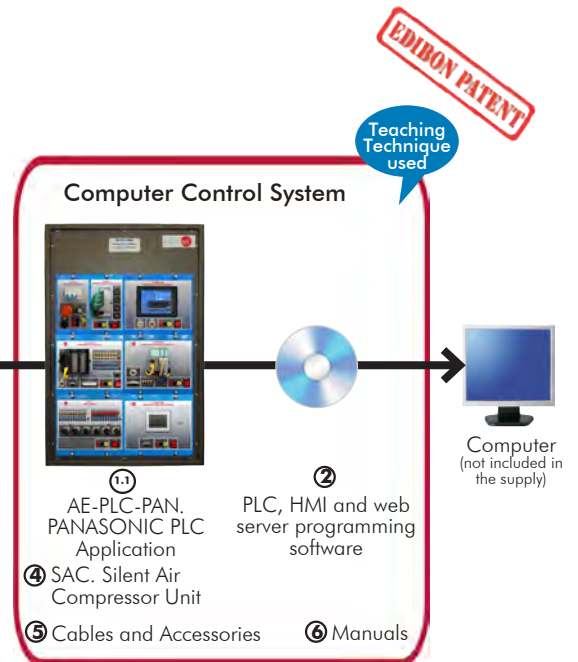 EDIBON PATENT
Teaching
Technique
used
Computer Control System
1.1
AE-PLC-PAN.
PANASONIC PLC
Application
2
PLC, HMI and web
server programming
software
Computer
(not included in
the supply)
4 SAC. Silent Air
Compressor Unit
5 Cables and Accessories
6 Manuals